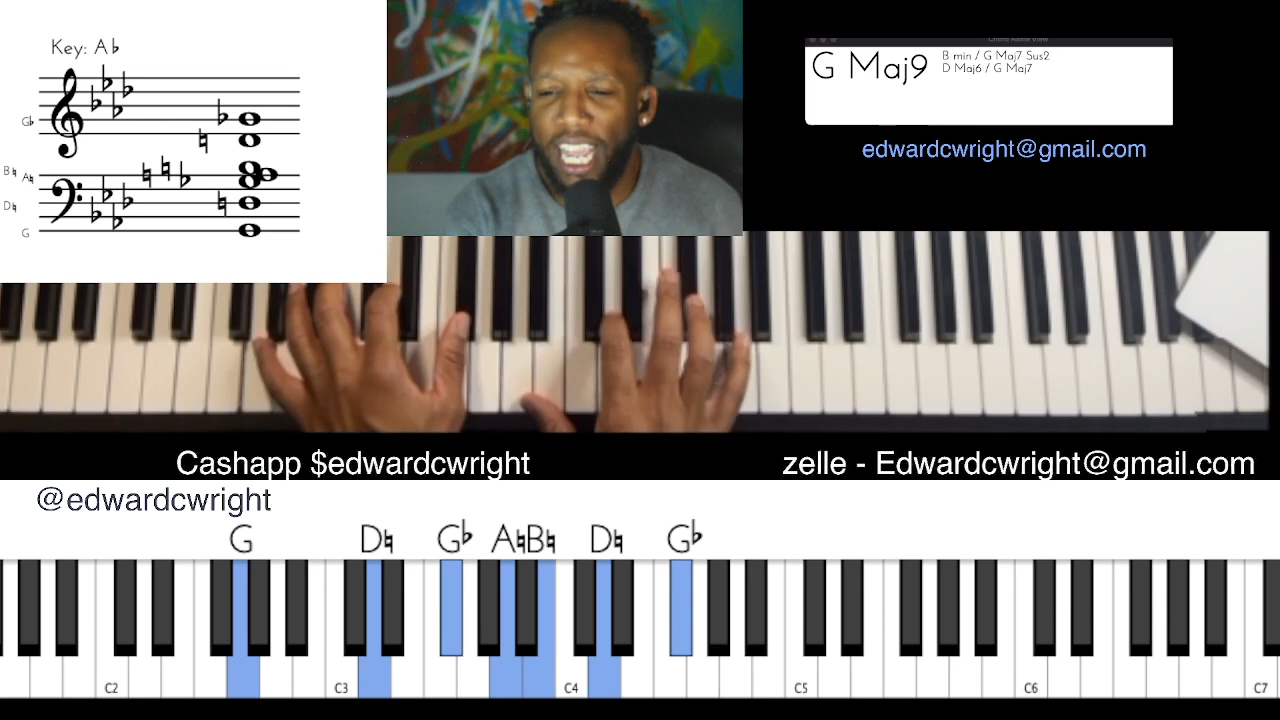 Key: A♭
G♭
B♮ A♮
D♮
G
G Maj9
B min / G Maj7 Sus2
D Maj6 / G Maj7
edwardcwright@gmail.com
Cashapp $edwardcwright
zelle - Edwardcwright@gmail.com
@edwardcwright
G D♮ G♭ A♮ B♮ D♮ G♭
C2 C3 C4 C5 C6 C7